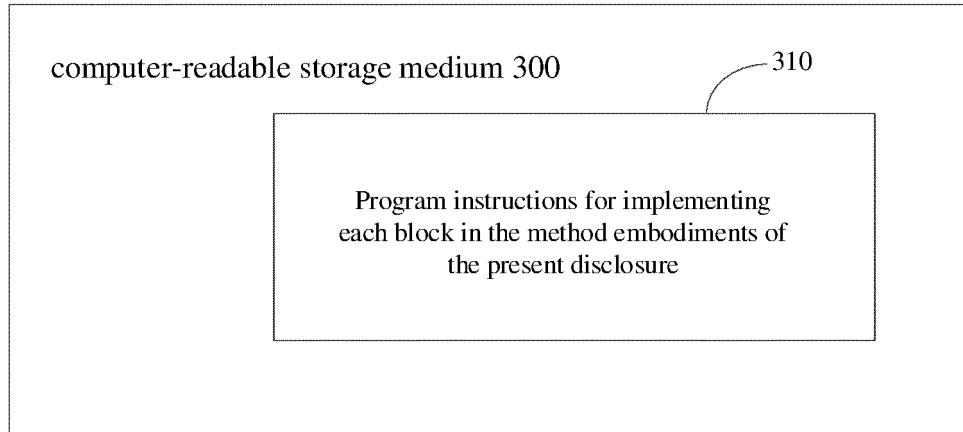 computer-readable storage medium 300
310
Program instructions for implementing
each block in the method embodiments of
the present disclosure